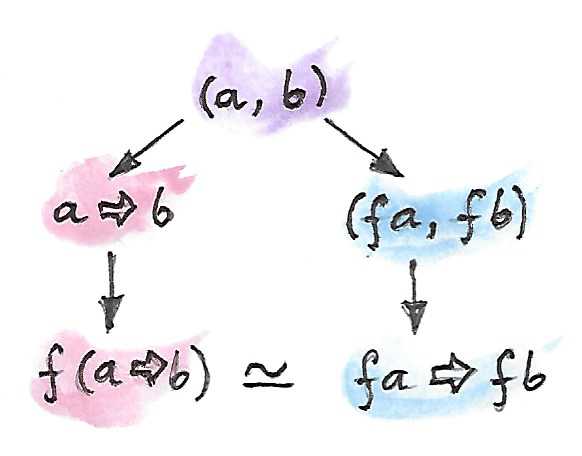 (a, b)
a ⇨ b (fa, fb)
f(a⇨b) ≃ fa ⇨ fb